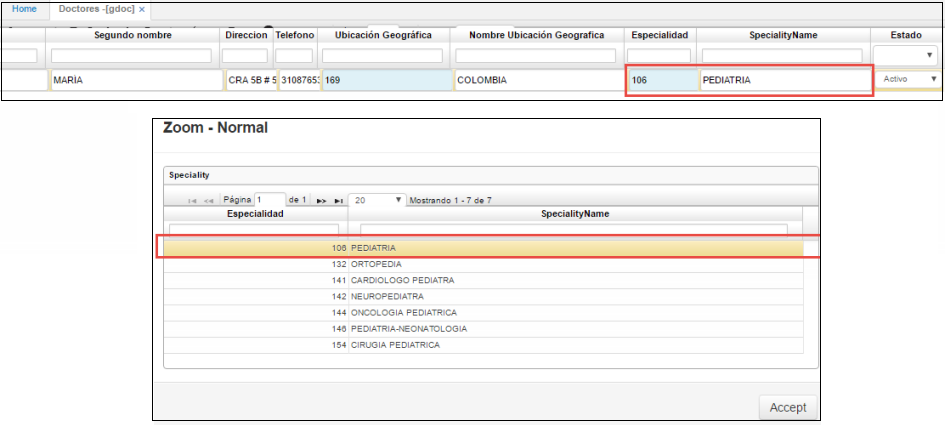 Home Doctores -[gdoc] ×
Segundo nombre Direccion Telefono Ubicación Geográfica Nombre Ubicación Geografica Especialidad SpecialityName Estado
MARIA CRA 5B # 5 3108765: 169 COLOMBIA 106 PEDIATRIA Activo
Zoom - Normal
Speciality
Página 1 de 1 20 Mostrando 1 - 7 de 7
Especialidad SpecialityName
106 PEDIATRIA
132 ORTOPEDIA
141 CARDIOLOGO PEDIATRA
142 NEUROPEDIATRA
144 ONCOLOGIA PEDIATRICA
146 PEDIATRIA-NEONATOLOGIA
154 CIRUGIA PEDIATRICA
Accept